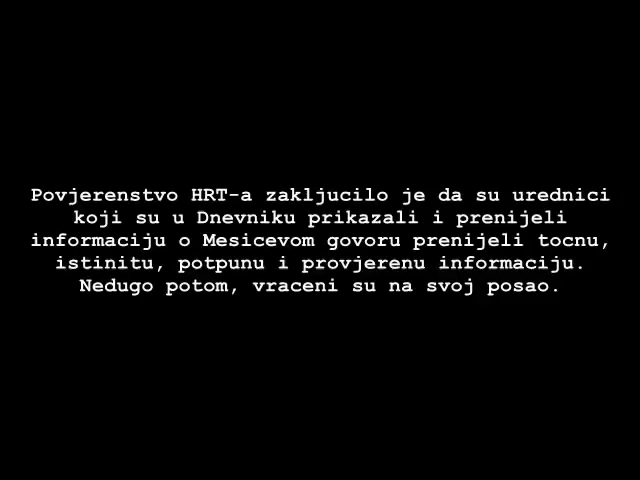 Povjerenstvo HRT-a zakljucilo je da su urednici
koji su u Dnevniku prikazali i prenijeli
informaciju o Mesicevom govoru prenijeli tocnu,
istinitu, potpunu i provjerenu informaciju.
Nedugo potom, vraceni su na svoj posao.